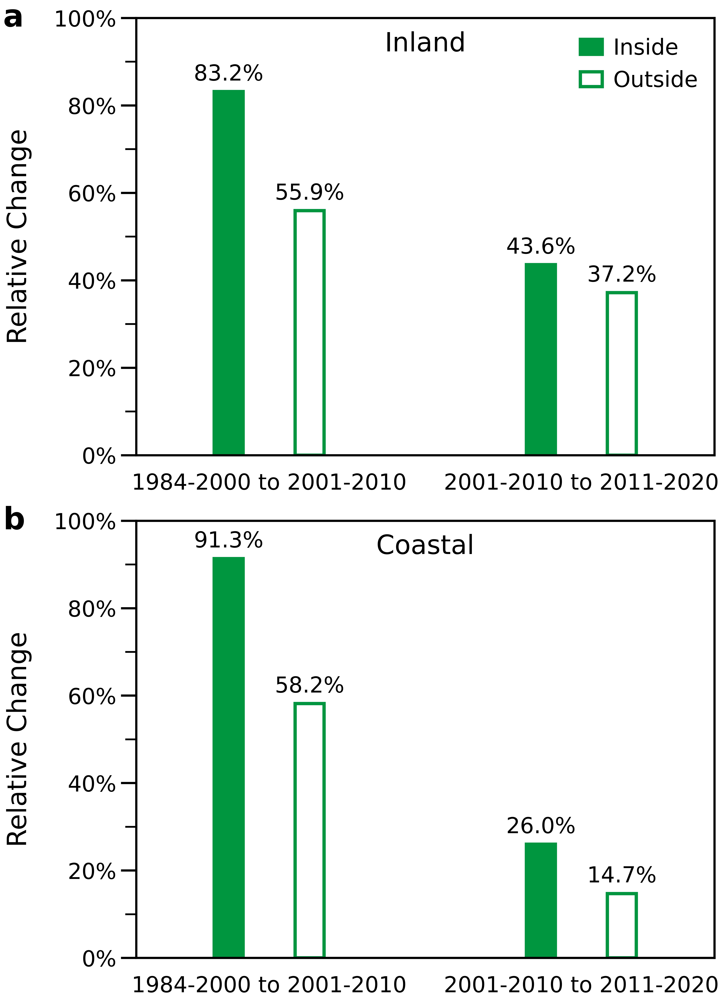 a
100%
Inland
Inside
Outside
83.2%
80%
55.9%
60%
43.6%
37.2%
40%
20%
0%
Relative Change
1984-2000 to 2001-2010
2001-2010 to 2011-2020
b
100%
91.3%
Coastal
80%
58.2%
60%
40%
26.0%
20%
14.7%
0%
Relative Change
1984-2000 to 2001-2010
2001-2010 to 2011-2020